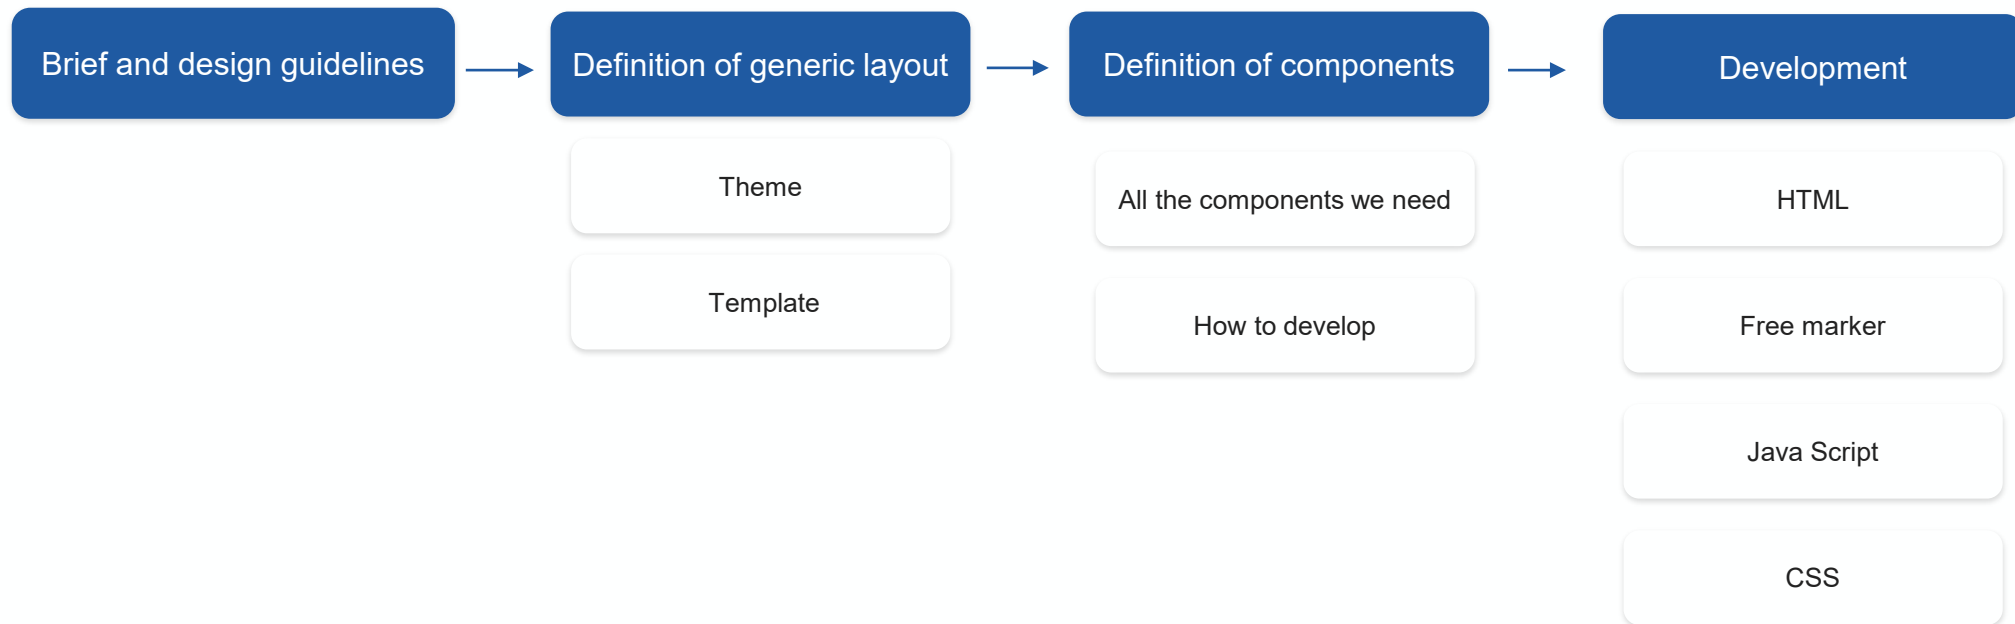 Brief and design guidelines
Definition of generic layout
Theme
Template
Definition of components
All the components we need
How to develop
Development
HTML
Free marker
Java Script
CSS